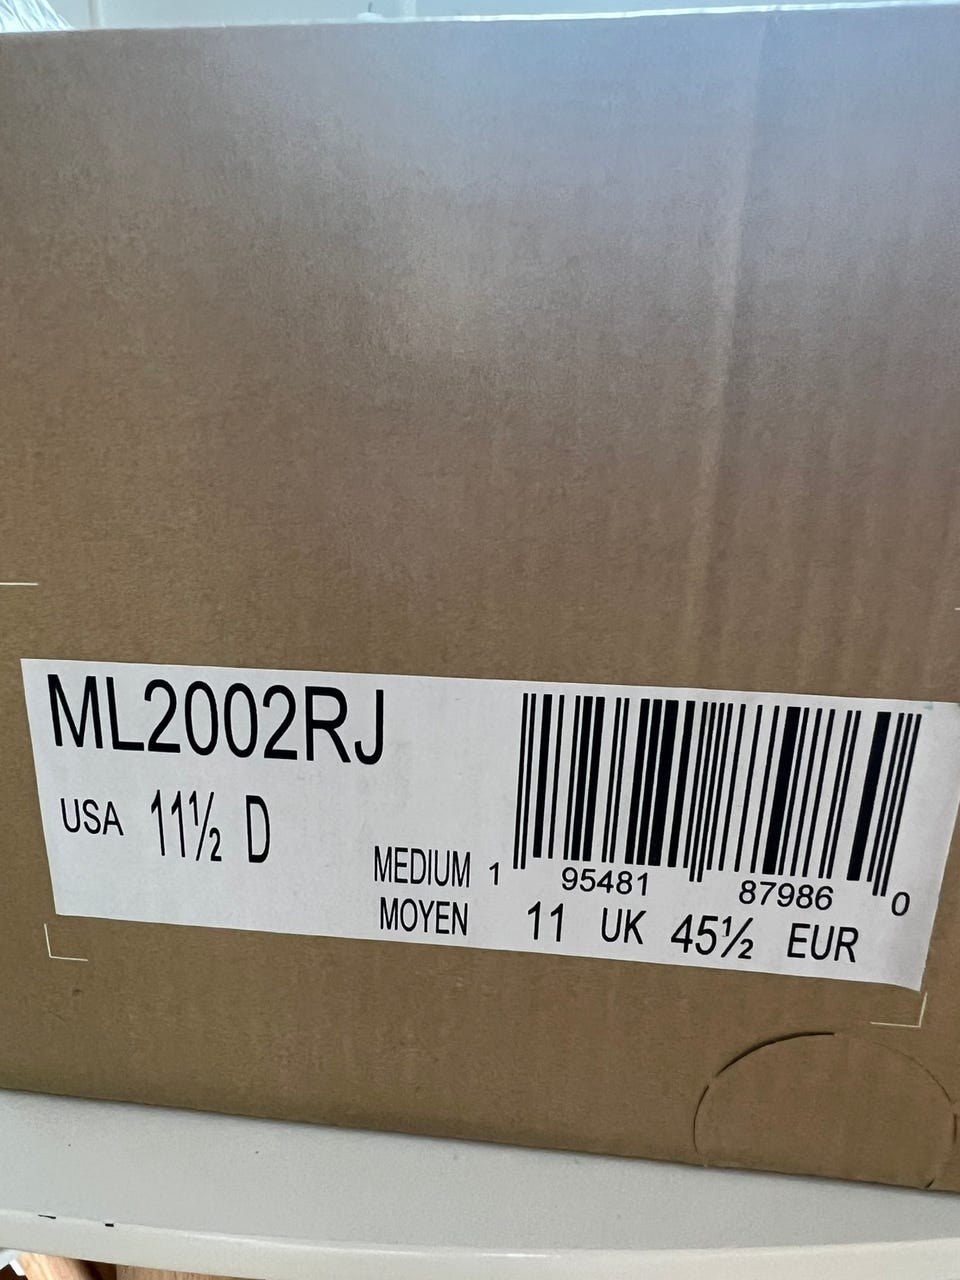 ML2002RJ
USA 11½ D
MEDIUM
MOYEN
1 95481 87986 0
11 UK 45½ EUR